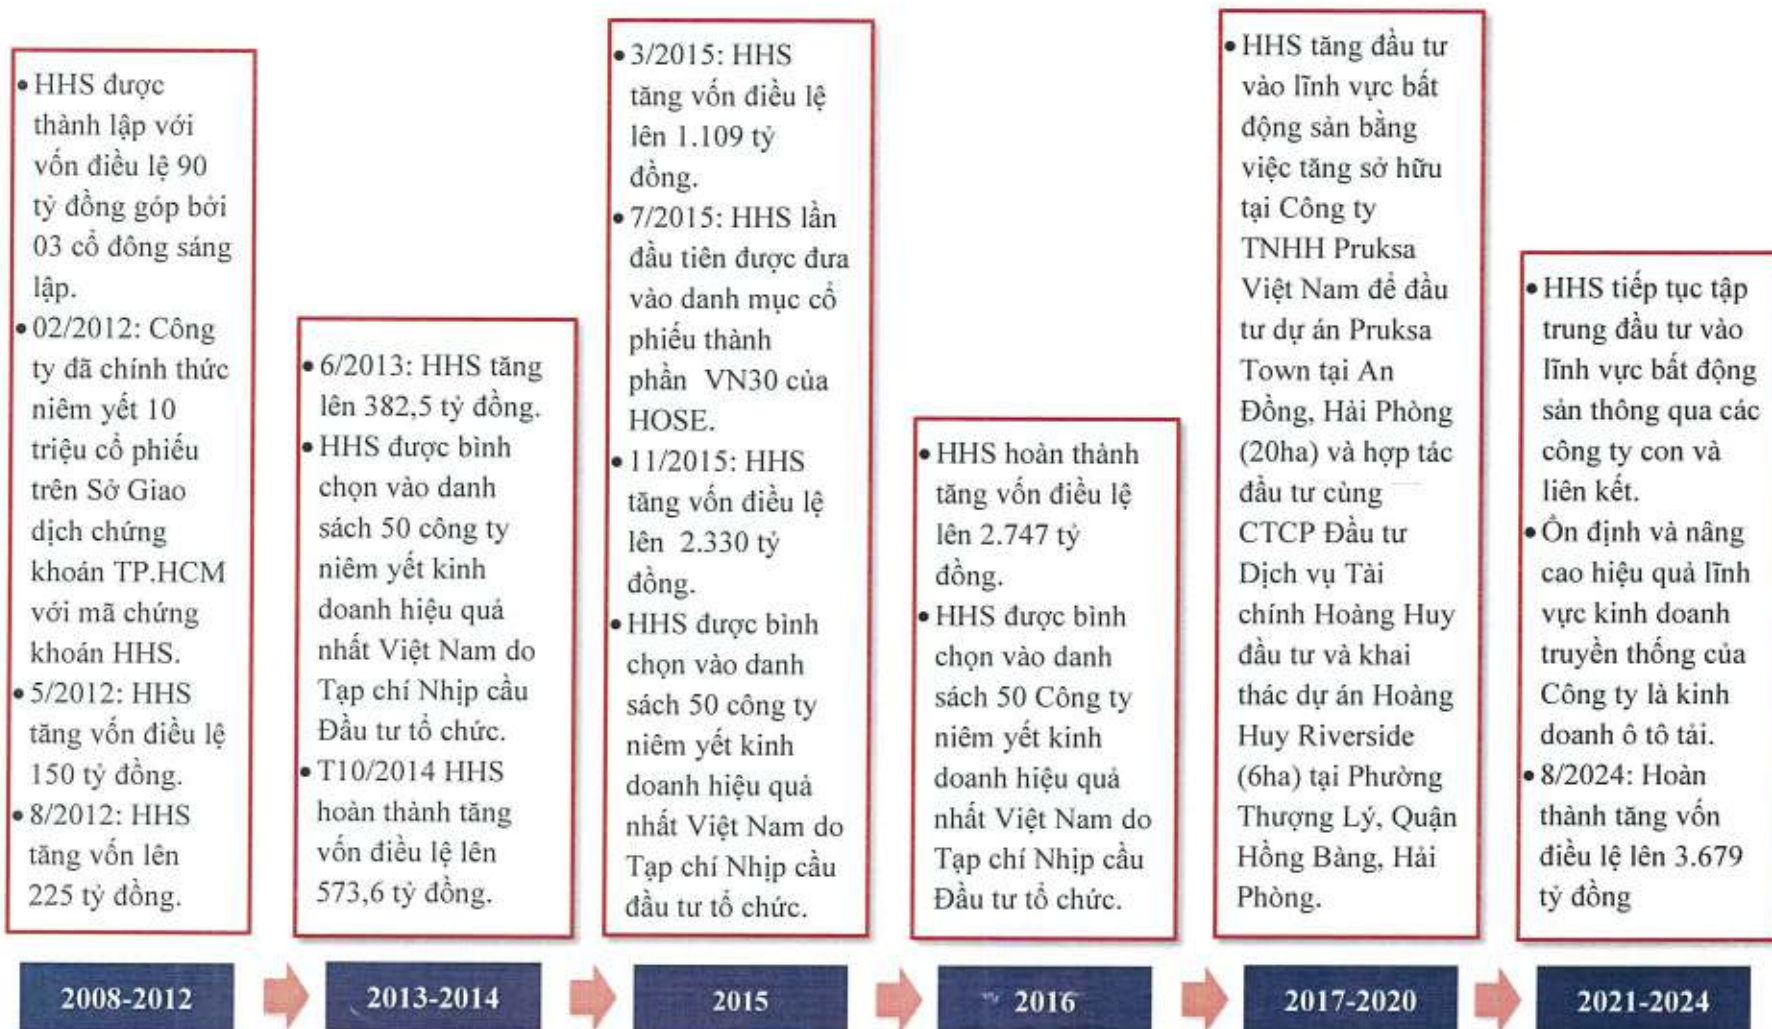 • HHS được
thành lập với
vốn điều lệ 90
tỷ đồng góp bởi
03 cổ đông sáng
lập.
• 02/2012: Công
ty đã chính thức
niêm yết 10
triệu cổ phiếu
trên Sở Giao
dịch chứng
khoán TP.HCM
với mã chứng
khoán HHS.
• 5/2012: HHS
tăng vốn điều lệ
150 tỷ đồng.
• 8/2012: HHS
tăng vốn lên
225 tỷ đồng.
2008-2012
• 6/2013: HHS tăng
lên 382,5 tỷ đồng.
• HHS được bình
chọn vào danh
sách 50 công ty
niêm yết kinh
doanh hiệu quả
nhất Việt Nam do
Tạp chí Nhịp cầu
Đầu tư tổ chức.
• T10/2014 HHS
hoàn thành tăng
vốn điều lệ lên
573,6 tỷ đồng.
2013-2014
• 3/2015: HHS
tăng vốn điều lệ
lên 1.109 tỷ
đồng.
• 7/2015: HHS lần
đầu tiên được đưa
vào danh mục cổ
phiếu thành
phần VN30 của
HOSE.
• 11/2015: HHS
tăng vốn điều lệ
lên 2.330 tỷ
đồng.
• HHS được bình
chọn vào danh
sách 50 công ty
niêm yết kinh
doanh hiệu quả
nhất Việt Nam do
Tạp chí Nhịp cầu
đầu tư tổ chức.
2015
• HHS hoàn thành
tăng vốn điều lệ
lên 2.747 tỷ
đồng.
• HHS được bình
chọn vào danh
sách 50 Công ty
niêm yết kinh
doanh hiệu quả
nhất Việt Nam do
Tạp chí Nhịp cầu
Đầu tư tổ chức.
2016
• HHS tăng đầu tư
vào lĩnh vực bất
động sản bằng
việc tăng sở hữu
tại Công ty
TNHH Pruksa
Việt Nam để đầu
tư dự án Pruksa
Town tại An
Đồng, Hải Phòng
(20ha) và hợp tác
đầu tư cùng
CTCP Đầu tư
Dịch vụ Tài
chính Hoàng Huy
đầu tư và khai
thác dự án Hoàng
Huy Riverside
(6ha) tại Phường
Thượng Lý, Quận
Hồng Bàng, Hải
Phòng.
2017-2020
• HHS tiếp tục tập
trung đầu tư vào
lĩnh vực bất động
sản thông qua các
công ty con và
liên kết.
• Ổn định và nâng
cao hiệu quả lĩnh
vực kinh doanh
truyền thống của
Công ty là kinh
doanh ô tô tải.
• 8/2024: Hoàn
thành tăng vốn
điều lệ lên 3.679
tỷ đồng
2021-2024